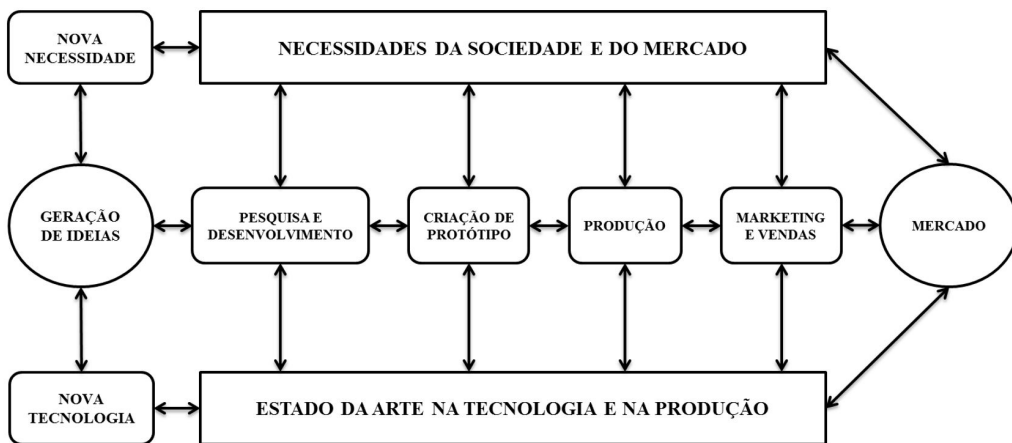 NOVA
NECESSIDADE
NECESSIDADES DA SOCIEDADE E DO MERCADO
GERAÇÃO
DE IDEIAS
PESQUISA E
DESENVOLVIMENTO
CRIAÇÃO DE
PROTÓTIPO
PRODUÇÃO
MARKETING
E VENDAS
MERCADO
NOVA
TECNOLOGIA
ESTADO DA ARTE NA TECNOLOGIA E NA PRODUÇÃO